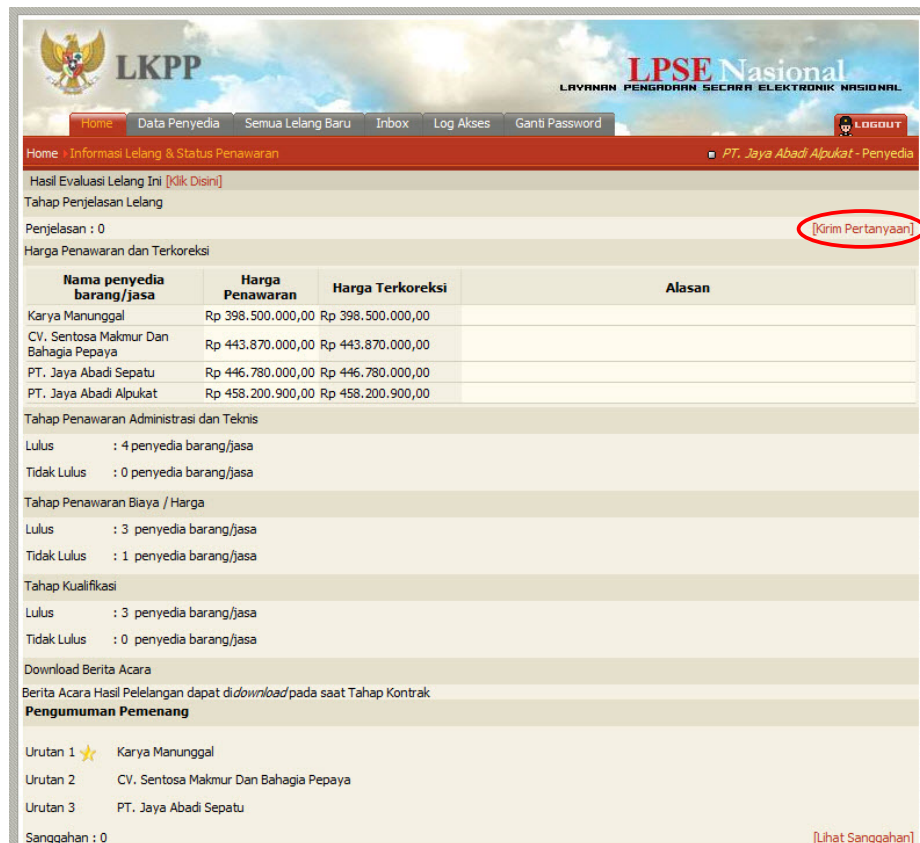 LKPP
LPSE Nasional
LAYANAN PENGADAAN SECARA ELEKTRONIK NASIONAL
Home Data Penyedia Semua Lelang Baru Inbox Log Akses Ganti Password LOGOUT
Home Informasi Lelang & Status Penawaran PT. Jaya Abadi Alpukat - Penyedia
Hasil Evaluasi Lelang Ini [Klik Disini]
Tahap Penjelasan Lelang
Penjelasan : 0 [Kirim Pertanyaan]
Harga Penawaran dan Terkoreksi
Nama penyedia barang/jasa Harga Penawaran Harga Terkoreksi Alasan
Karya Manunggal Rp 398.500.000,00 Rp 398.500.000,00
CV. Sentosa Makmur Dan Bahagia Pepaya Rp 443.870.000,00 Rp 443.870.000,00
PT. Jaya Abadi Sepatu Rp 446.780.000,00 Rp 446.780.000,00
PT. Jaya Abadi Alpukat Rp 458.200.900,00 Rp 458.200.900,00
Tahap Penawaran Administrasi dan Teknis
Lulus : 4 penyedia barang/jasa
Tidak Lulus : 0 penyedia barang/jasa
Tahap Penawaran Biaya / Harga
Lulus : 3 penyedia barang/jasa
Tidak Lulus : 1 penyedia barang/jasa
Tahap Kualifikasi
Lulus : 3 penyedia barang/jasa
Tidak Lulus : 0 penyedia barang/jasa
Download Berita Acara
Berita Acara Hasil Pelelangan dapat didownload pada saat Tahap Kontrak
Pengumuman Pemenang
Urutan 1 Karya Manunggal
Urutan 2 CV. Sentosa Makmur Dan Bahagia Pepaya
Urutan 3 PT. Jaya Abadi Sepatu
Sanggahan : 0 [Lihat Sanggahan]